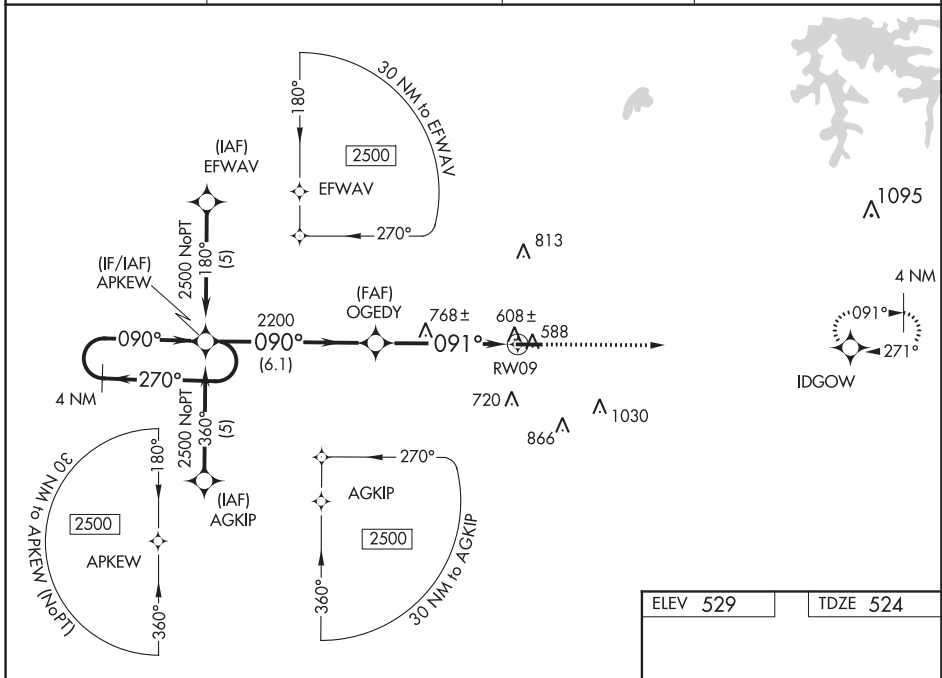 180°
30 NM to EFWAV
2500
EFWAV
270°
(IAF)
EFWAV
2500 NoPT
180°
(5)
(IF/IAF)
APKEW
090°
270°
4 NM
2200
090°
(6.1)
(FAF)
OGEDY
768 ±
091°
813
608 ±
588
RW09
720
866
1030
1095
4 NM
091°
271°
IDGOW
2500 NoPT
360°
(5)
(IAF)
AGKIP
30 NM to APKEW (NoPT)
180°
2500
APKEW
360°
270°
AGKIP
2500
360°
30 NM to AGKIP
ELEV 529
TDZE 524